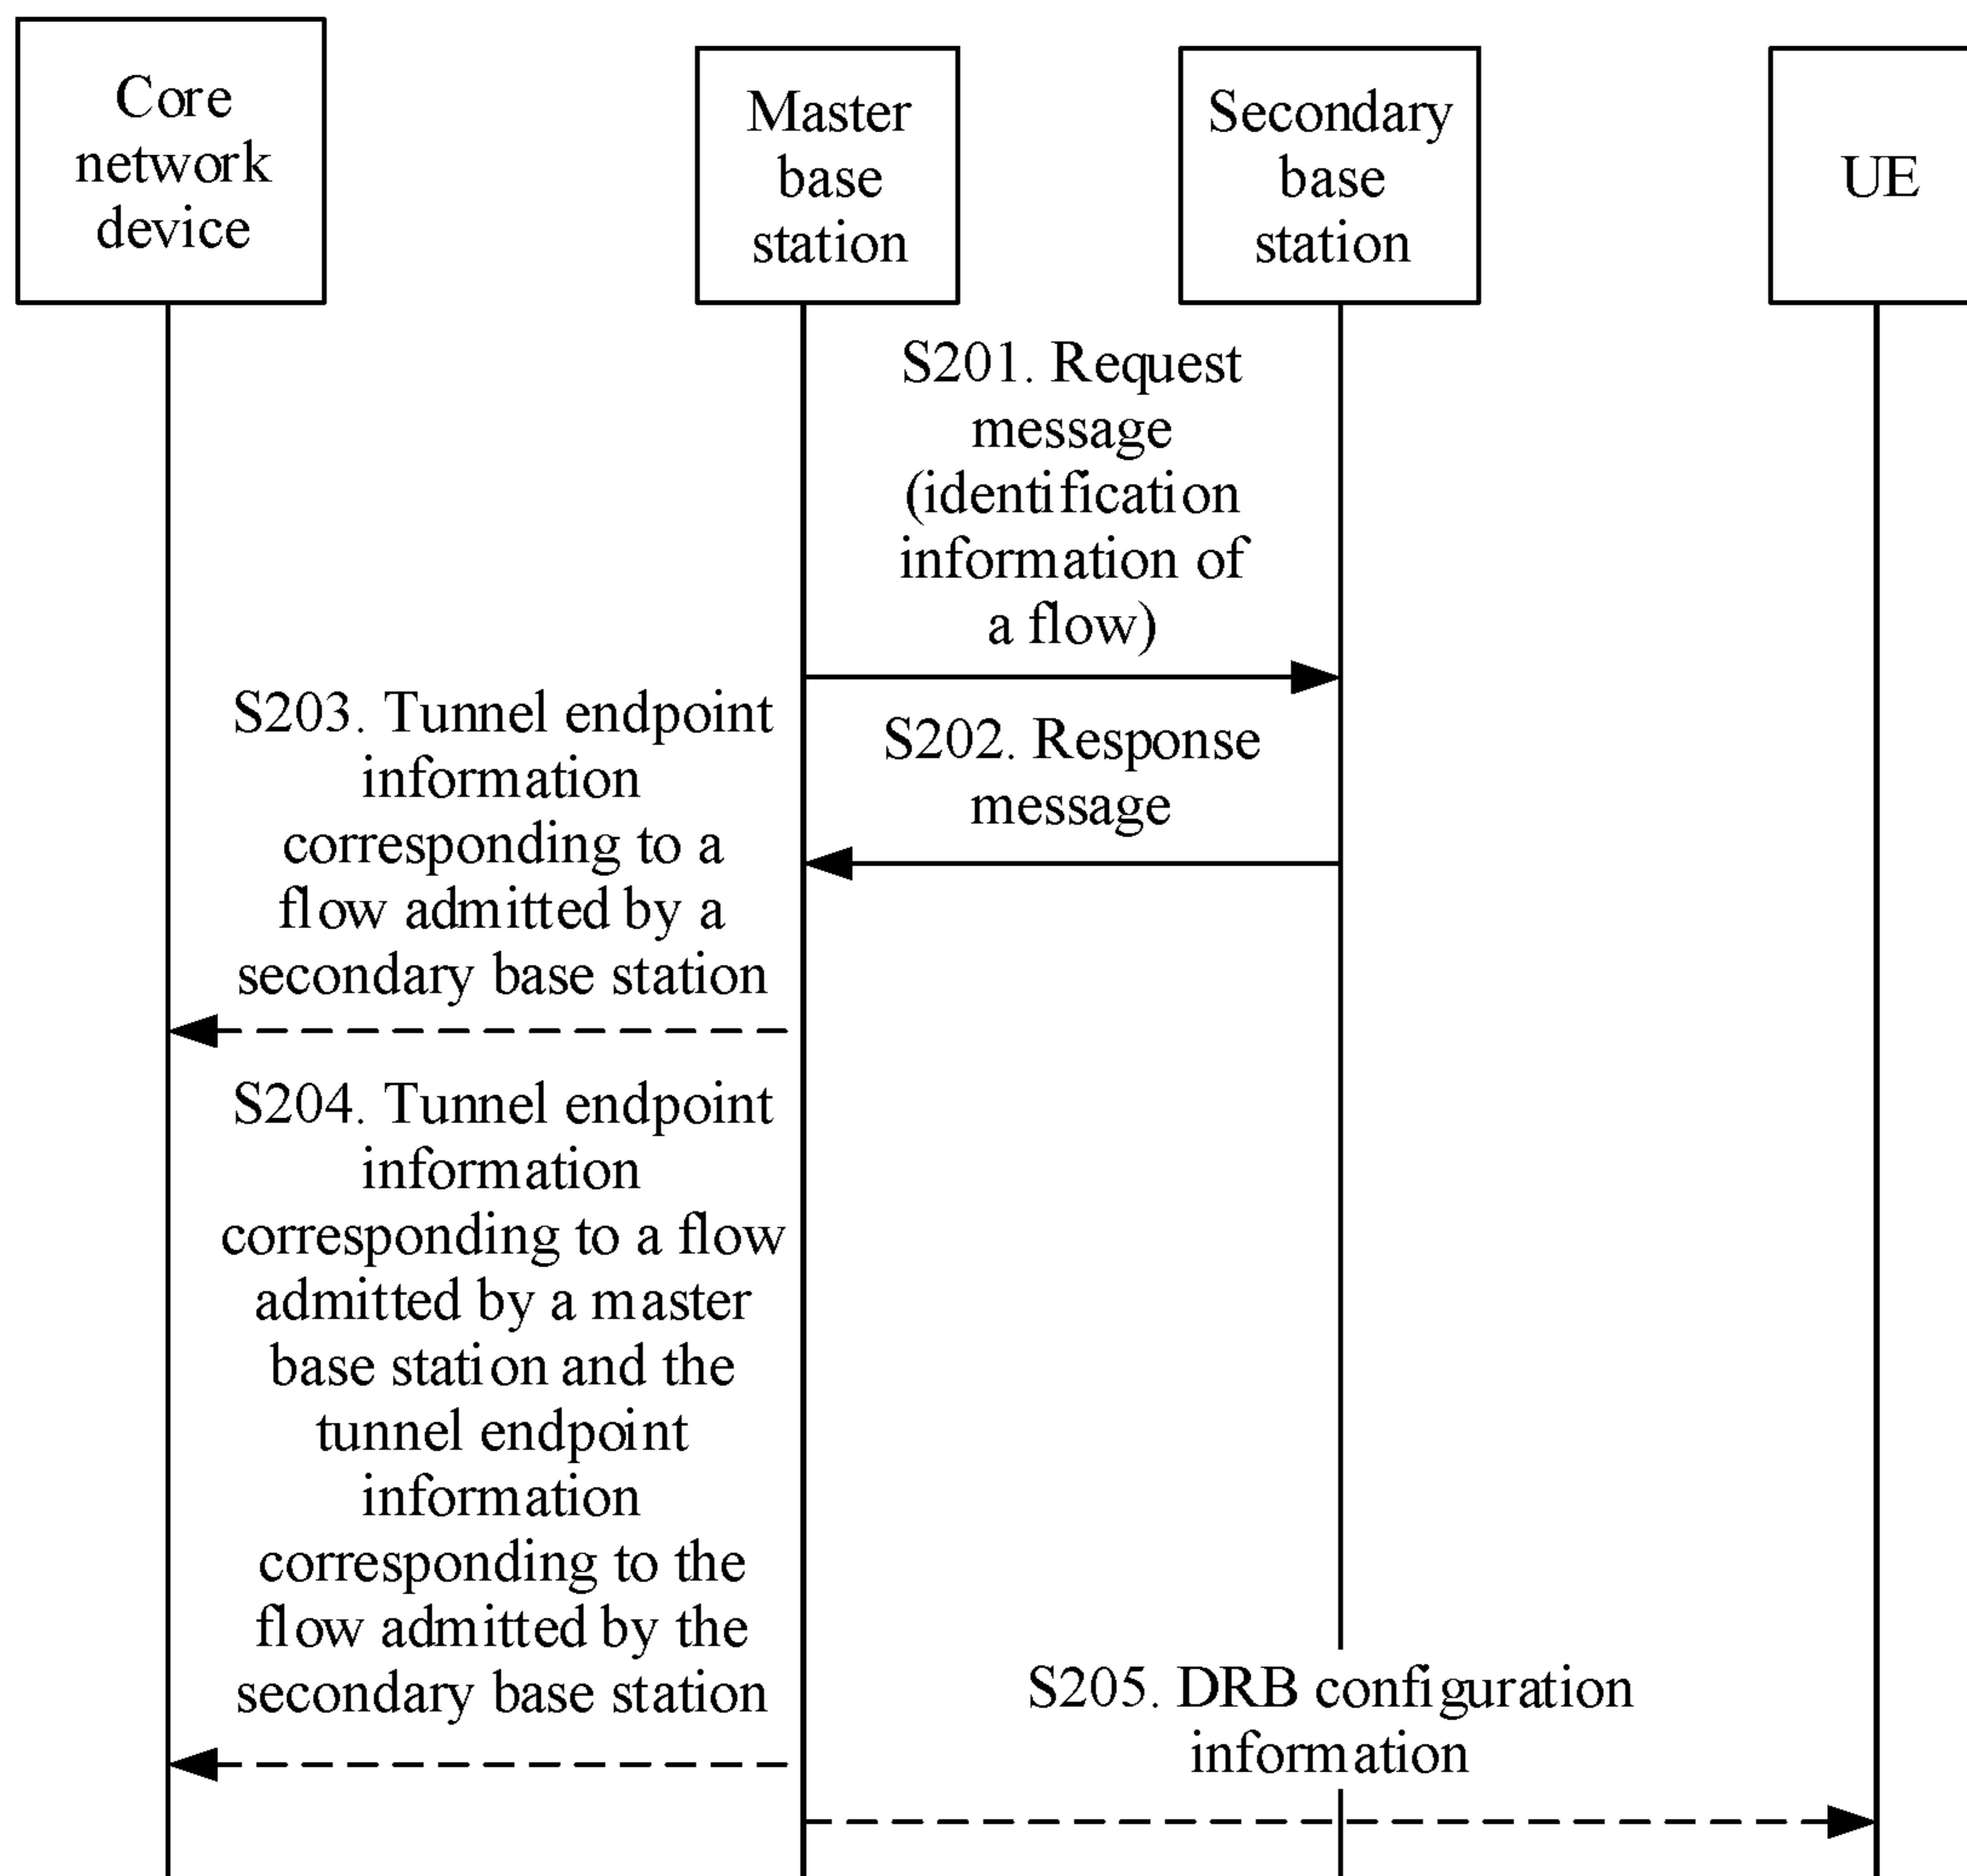 Core
network
device
Master
base
station
Secondary
base
station
UE
S201. Request
message
(identification
information of
a flow)
S202. Response
message
S203. Tunnel endpoint
information
corresponding to a
flow admitted by a
secondary base station
S204. Tunnel endpoint
information
corresponding to a flow
admitted by a master
base station and the
tunnel endpoint
information
corresponding to the
flow admitted by the
secondary base station
S205. DRB configuration
information